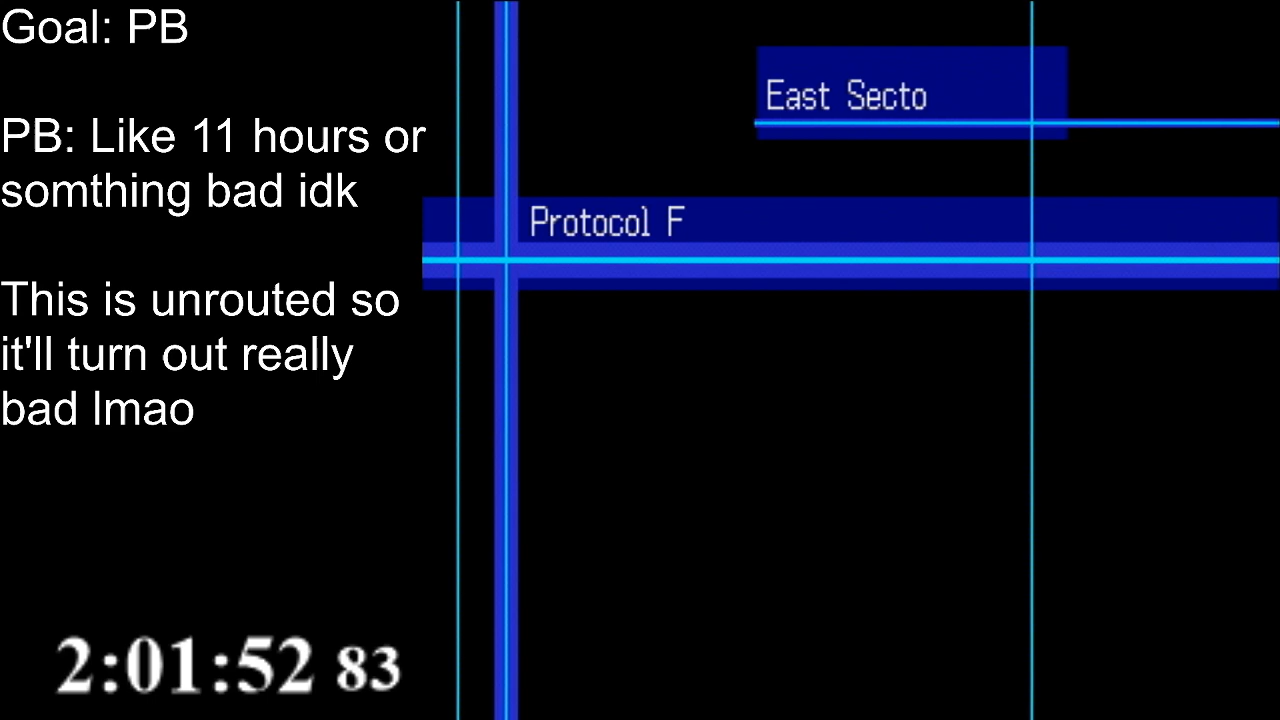 Goal: PB
PB: Like 11 hours or
somthing bad idk
This is unrouted so
it'll turn out really
bad lmao
East Secto
Protocol F
2:01:52 83